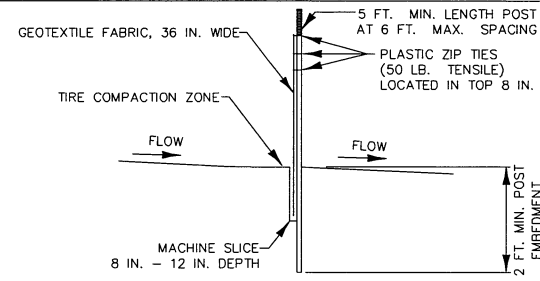 5 FT. MIN. LENGTH POST
AT 6 FT. MAX. SPACING
GEOTEXTILE FABRIC, 36 IN. WIDE
PLASTIC ZIP TIES
(50 LB. TENSILE)
LOCATED IN TOP 8 IN.
TIRE COMPACTION ZONE
FLOW
FLOW
2 FT. MIN. POST
EMBEDMENT
MACHINE SLICE
8 IN. – 12 IN. DEPTH